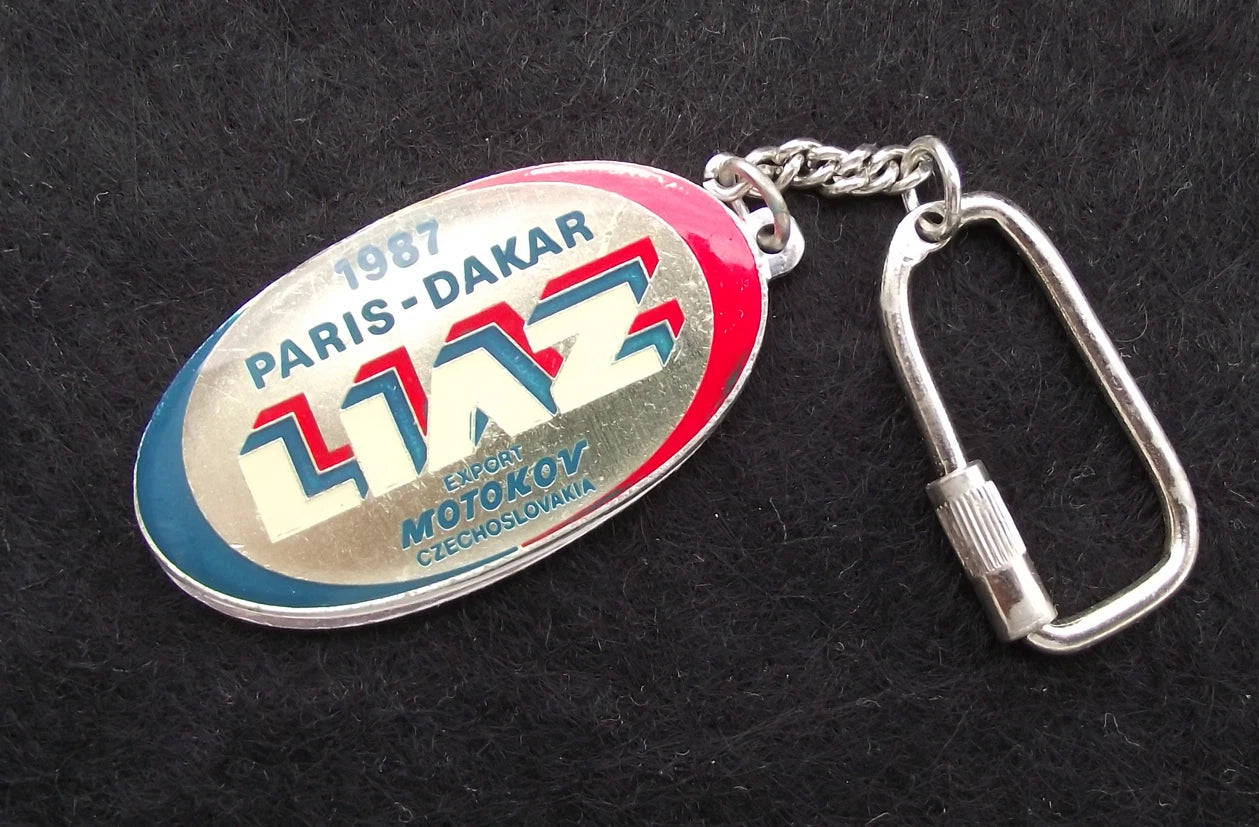 1987
PARIS-DAKAR
LIAZ
EXPORT
MOTOKOV
CZECHOSLOVAKIA